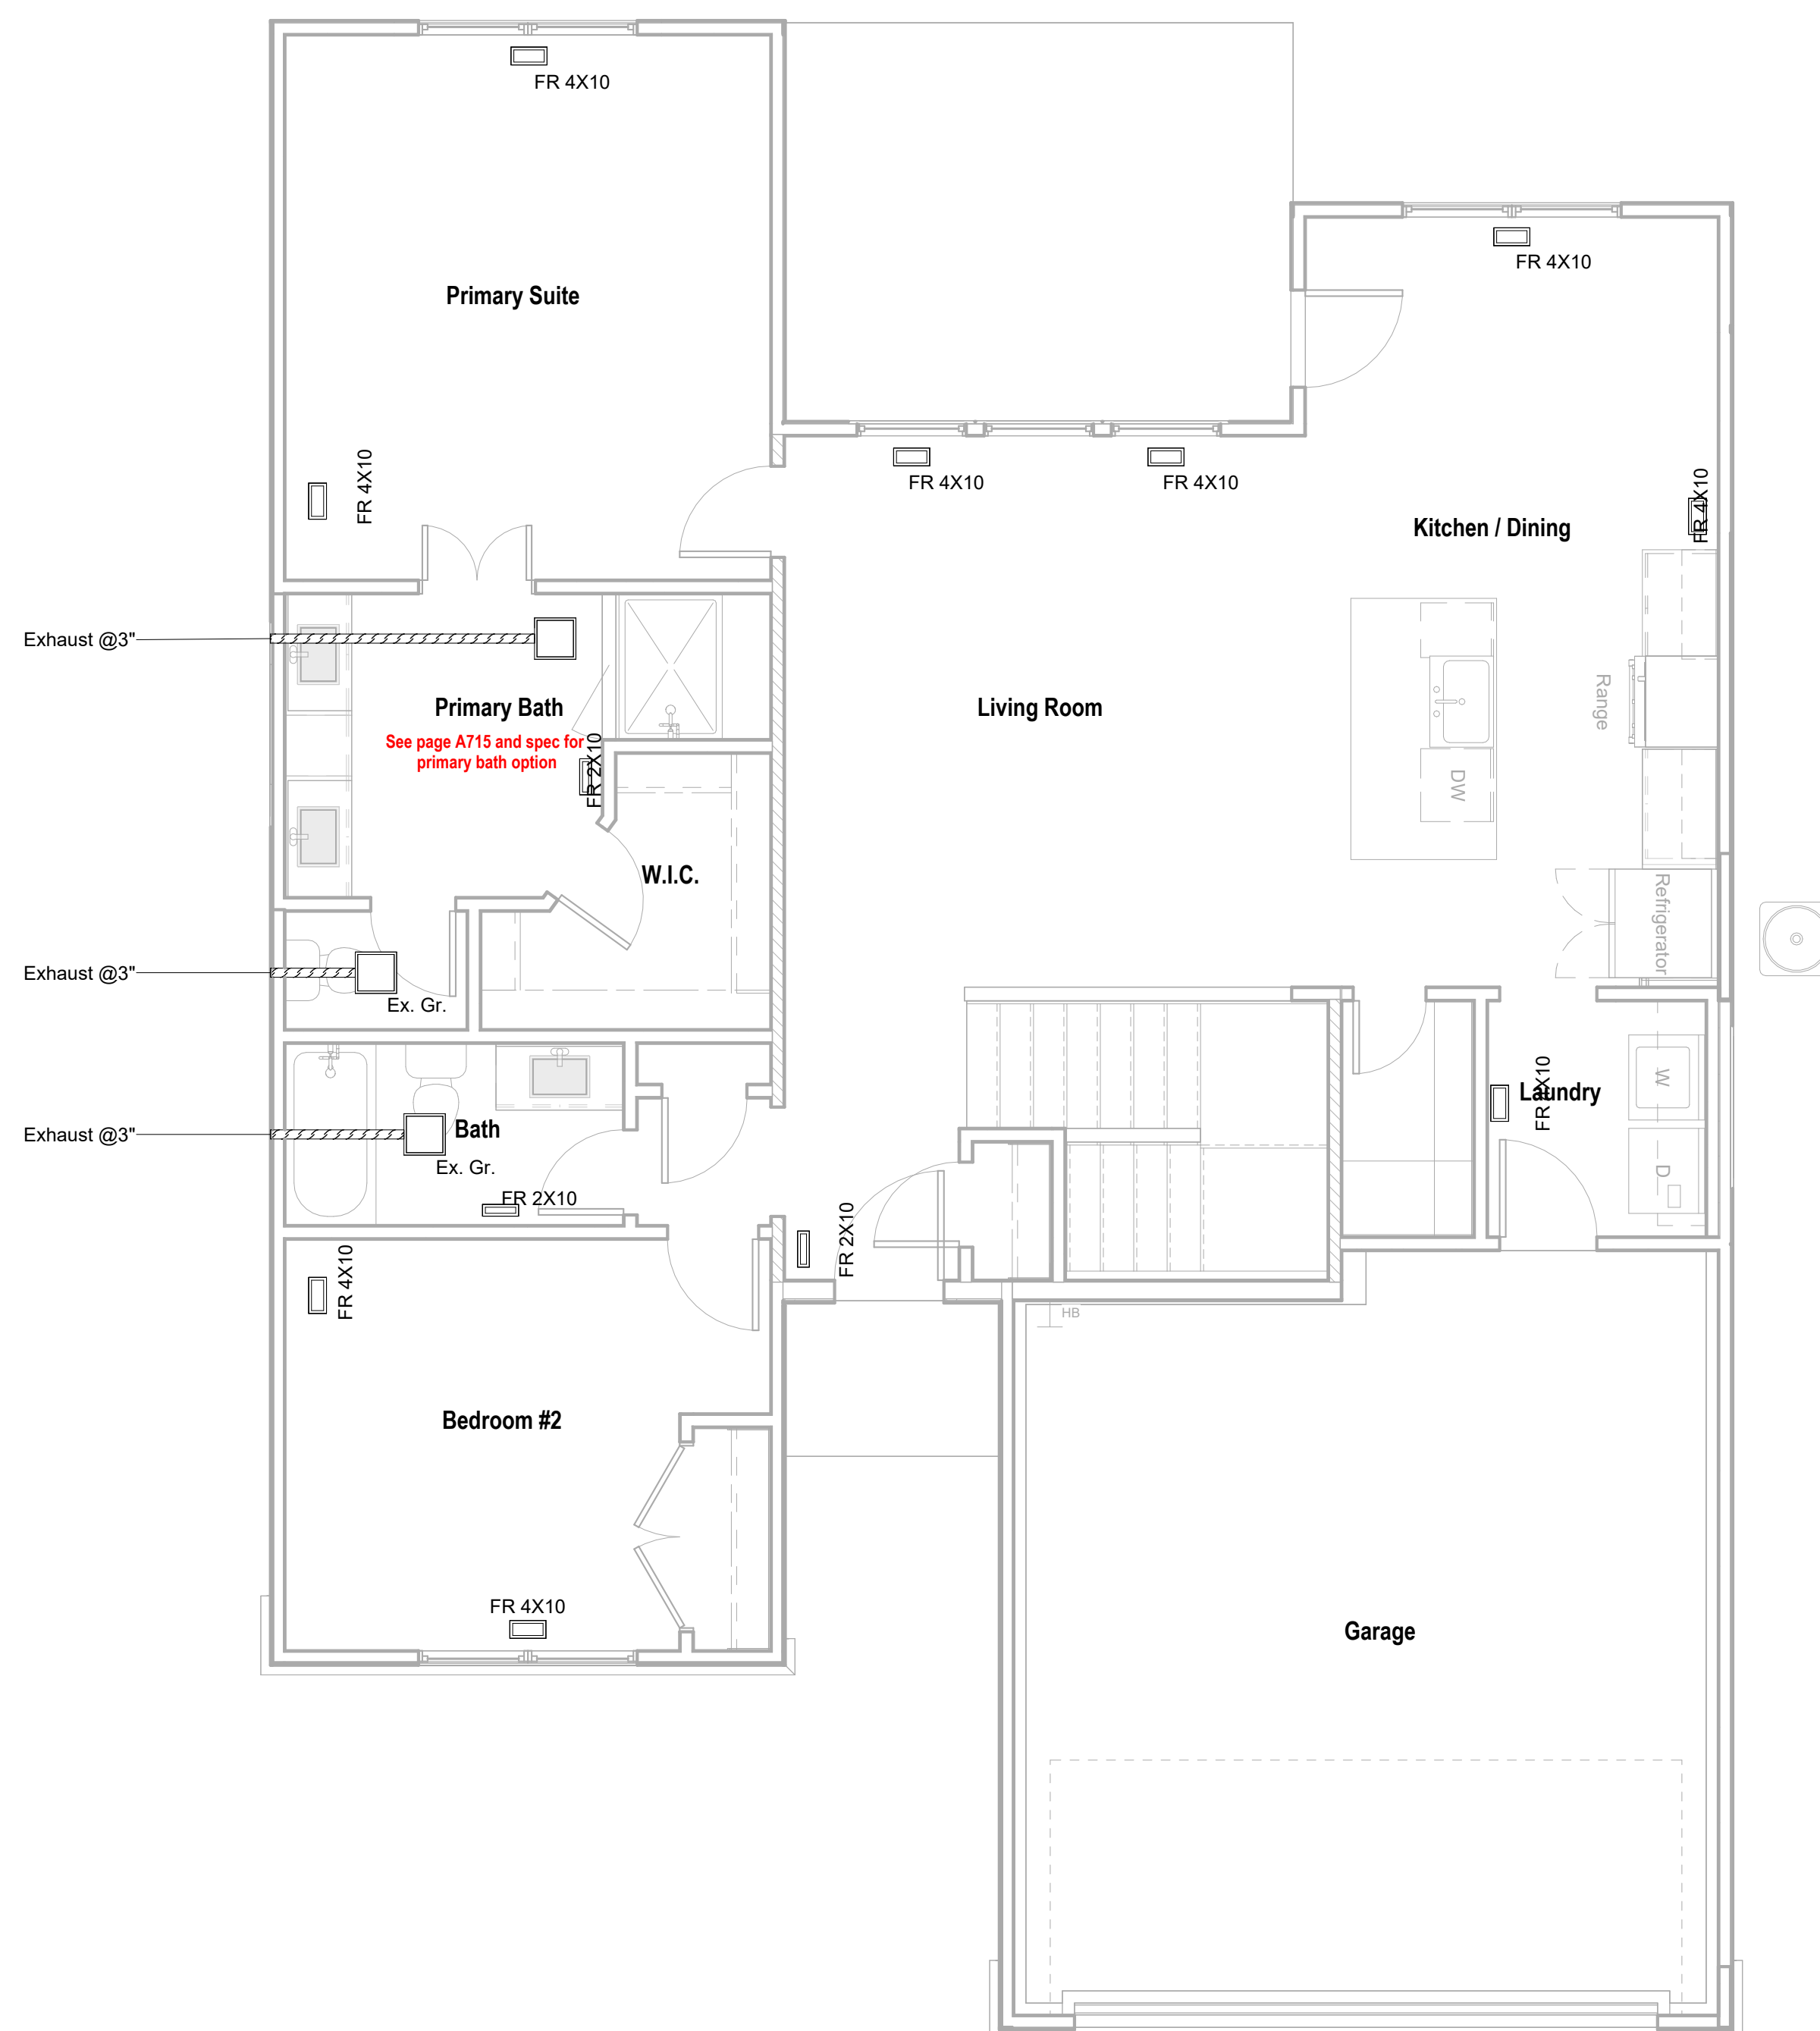 FR 4X10
FR 4X10
Primary Suite
FR 4X10
FR 4X10
FR 4X10
FR 4X10
Kitchen / Dining
Exhaust @3"
Primary Bath
See page A715 and spec for
primary bath option
FR 2X10
Living Room
Range
DW
W.I.C.
Refrigerator
Exhaust @3"
Ex. Gr.
Exhaust @3"
Bath
Ex. Gr.
FR 2X10
W
Laundry
FR 4X10
D
FR 2X10
FR 4X10
HB
Bedroom #2
FR 4X10
Garage